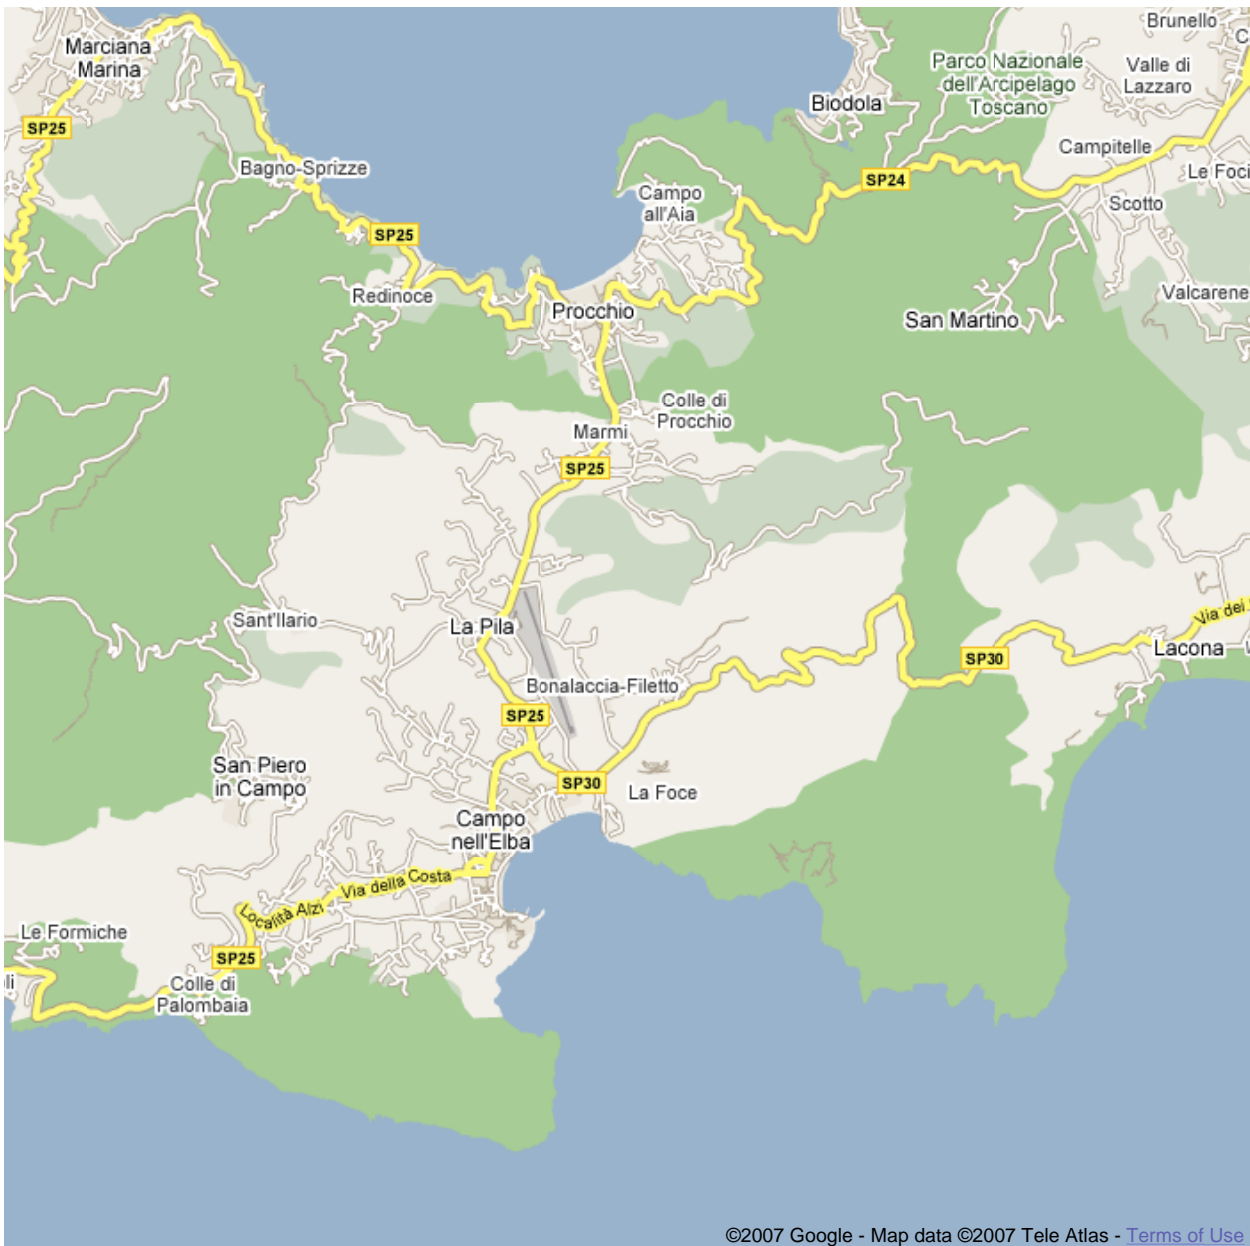 Marciana
Marina
SP25
Bagno-Sprizze
SP25
Redinoce
Procchio
Campo
all'Aia
Biodola
Parco Nazionale
dell'Arcipelago
Toscano
Brunello
Valle di
Lazzaro
Campitelle
Le Foci
SP24
Scotto
Valcarene
San Martino
Colle di
Procchio
Marmi
SP25
Sant'Ilario
La Pila
Bonalaccia-Filetto
SP25
SP30
Via dei
Lacona
San Piero
in Campo
SP30
La Foce
Campo
nell'Elba
Via della Costa
Località Alzi
Le Formiche
SP25
li
Colle di
Palombaia
©2007 Google - Map data ©2007 Tele Atlas - Terms of Use